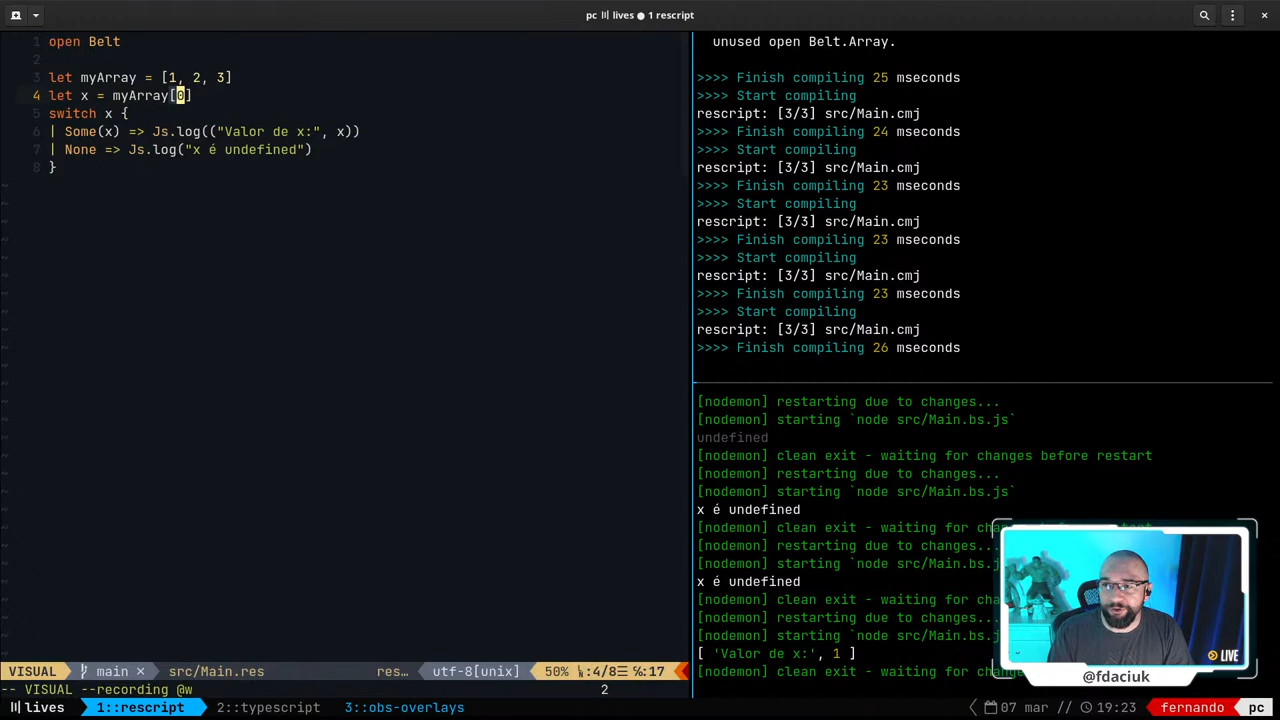 pc lives 1 rescript
1 open Belt
2
3 let myArray = [1, 2, 3]
4 let x = myArray[0]
5 switch x {
6 | Some(x) => Js.log(("Valor de x:", x))
7 | None => Js.log("x é undefined")
8 }
~
VISUAL main × src/Main.res res… utf-8[unix] 50% :4/8 :17
-- VISUAL --recording @w 2
unused open Belt.Array.
>>>> Finish compiling 25 mseconds
>>>> Start compiling
rescript: [3/3] src/Main.cmj
>>>> Finish compiling 24 mseconds
>>>> Start compiling
rescript: [3/3] src/Main.cmj
>>>> Finish compiling 23 mseconds
>>>> Start compiling
rescript: [3/3] src/Main.cmj
>>>> Finish compiling 23 mseconds
>>>> Start compiling
rescript: [3/3] src/Main.cmj
>>>> Finish compiling 23 mseconds
>>>> Start compiling
rescript: [3/3] src/Main.cmj
>>>> Finish compiling 26 mseconds
[nodemon] restarting due to changes...
[nodemon] starting `node src/Main.bs.js`
undefined
[nodemon] clean exit - waiting for changes before restart
[nodemon] restarting due to changes...
[nodemon] starting `node src/Main.bs.js`
x é undefined
[nodemon] clean exit - waiting for
[nodemon] restarting due to changes...
[nodemon] starting `node src/Main.bs.js
x é undefined
[nodemon] clean exit - waiting for
[nodemon] restarting due to changes...
[nodemon] starting `node src/Main.bs.js
[ 'Valor de x:', 1 ]
[nodemon] clean exit - waiting for
LIVE
@fdaciuk
lives 1::rescript 2::typescript 3::obs-overlays 07 mar // 19:23 fernando pc